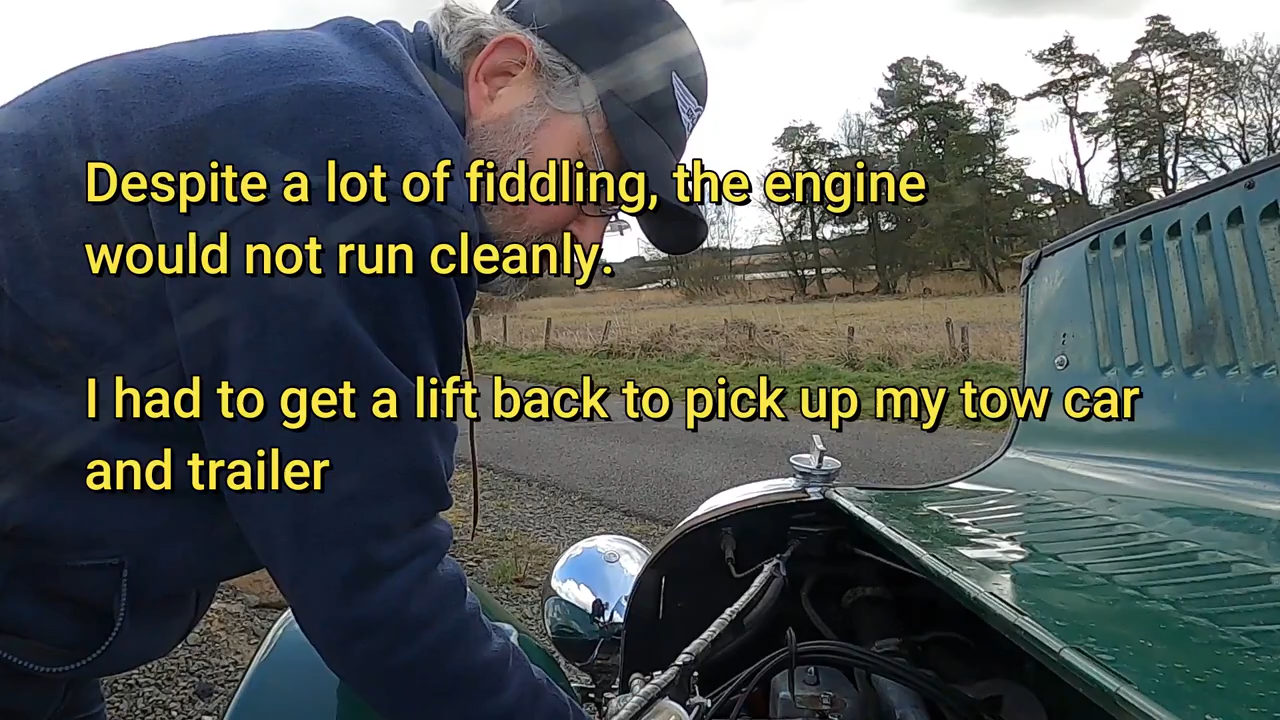 Despite a lot of fiddling, the engine
would not run cleanly.
I had to get a lift back to pick up my tow car
and trailer